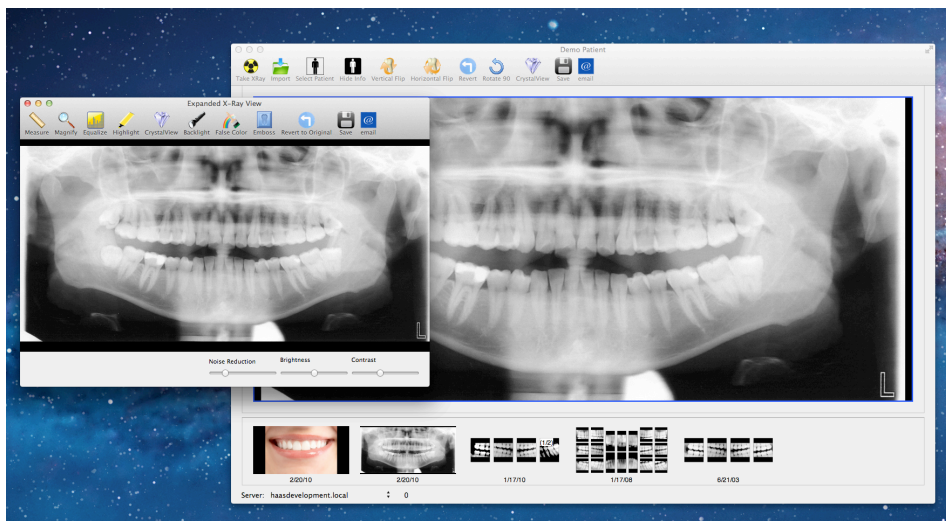 Demo Patient
Take XRay Import Select Patient Hide Info Vertical Flip Horizontal Flip Revert Rotate 90 CrystalView Save email
Expanded X-Ray View
Measure Magnify Equalize Highlight CrystalView Backlight False Color Emboss Revert to Original Save email
L
L
Noise Reduction Brightness Contrast
(1/2)
2/20/10 2/20/10 1/17/10 1/17/08 6/21/03
Server: haasdevelopment.local 0